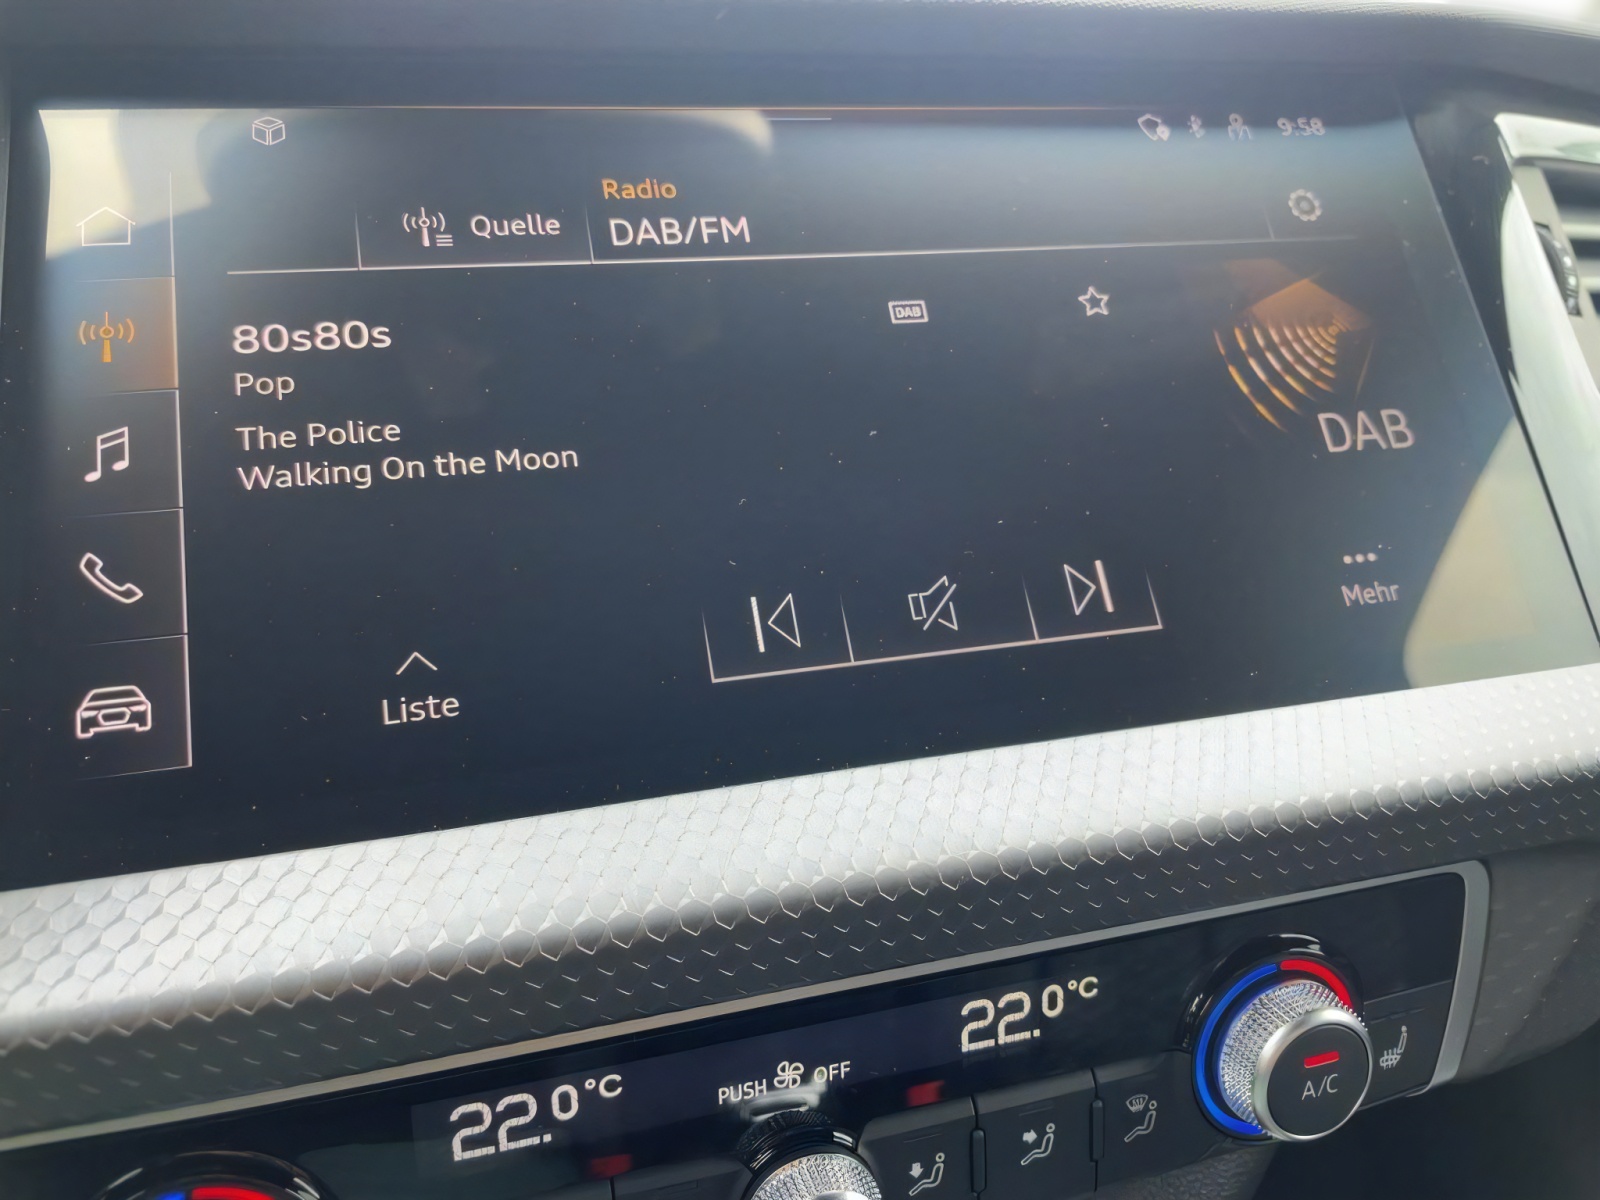 9:58
Radio
Quelle
DAB/FM
80s80s
DAB
Pop
The Police
Walking On the Moon
DAB
Mehr
Liste
22.0°C
22.0°C
PUSH OFF
A/C